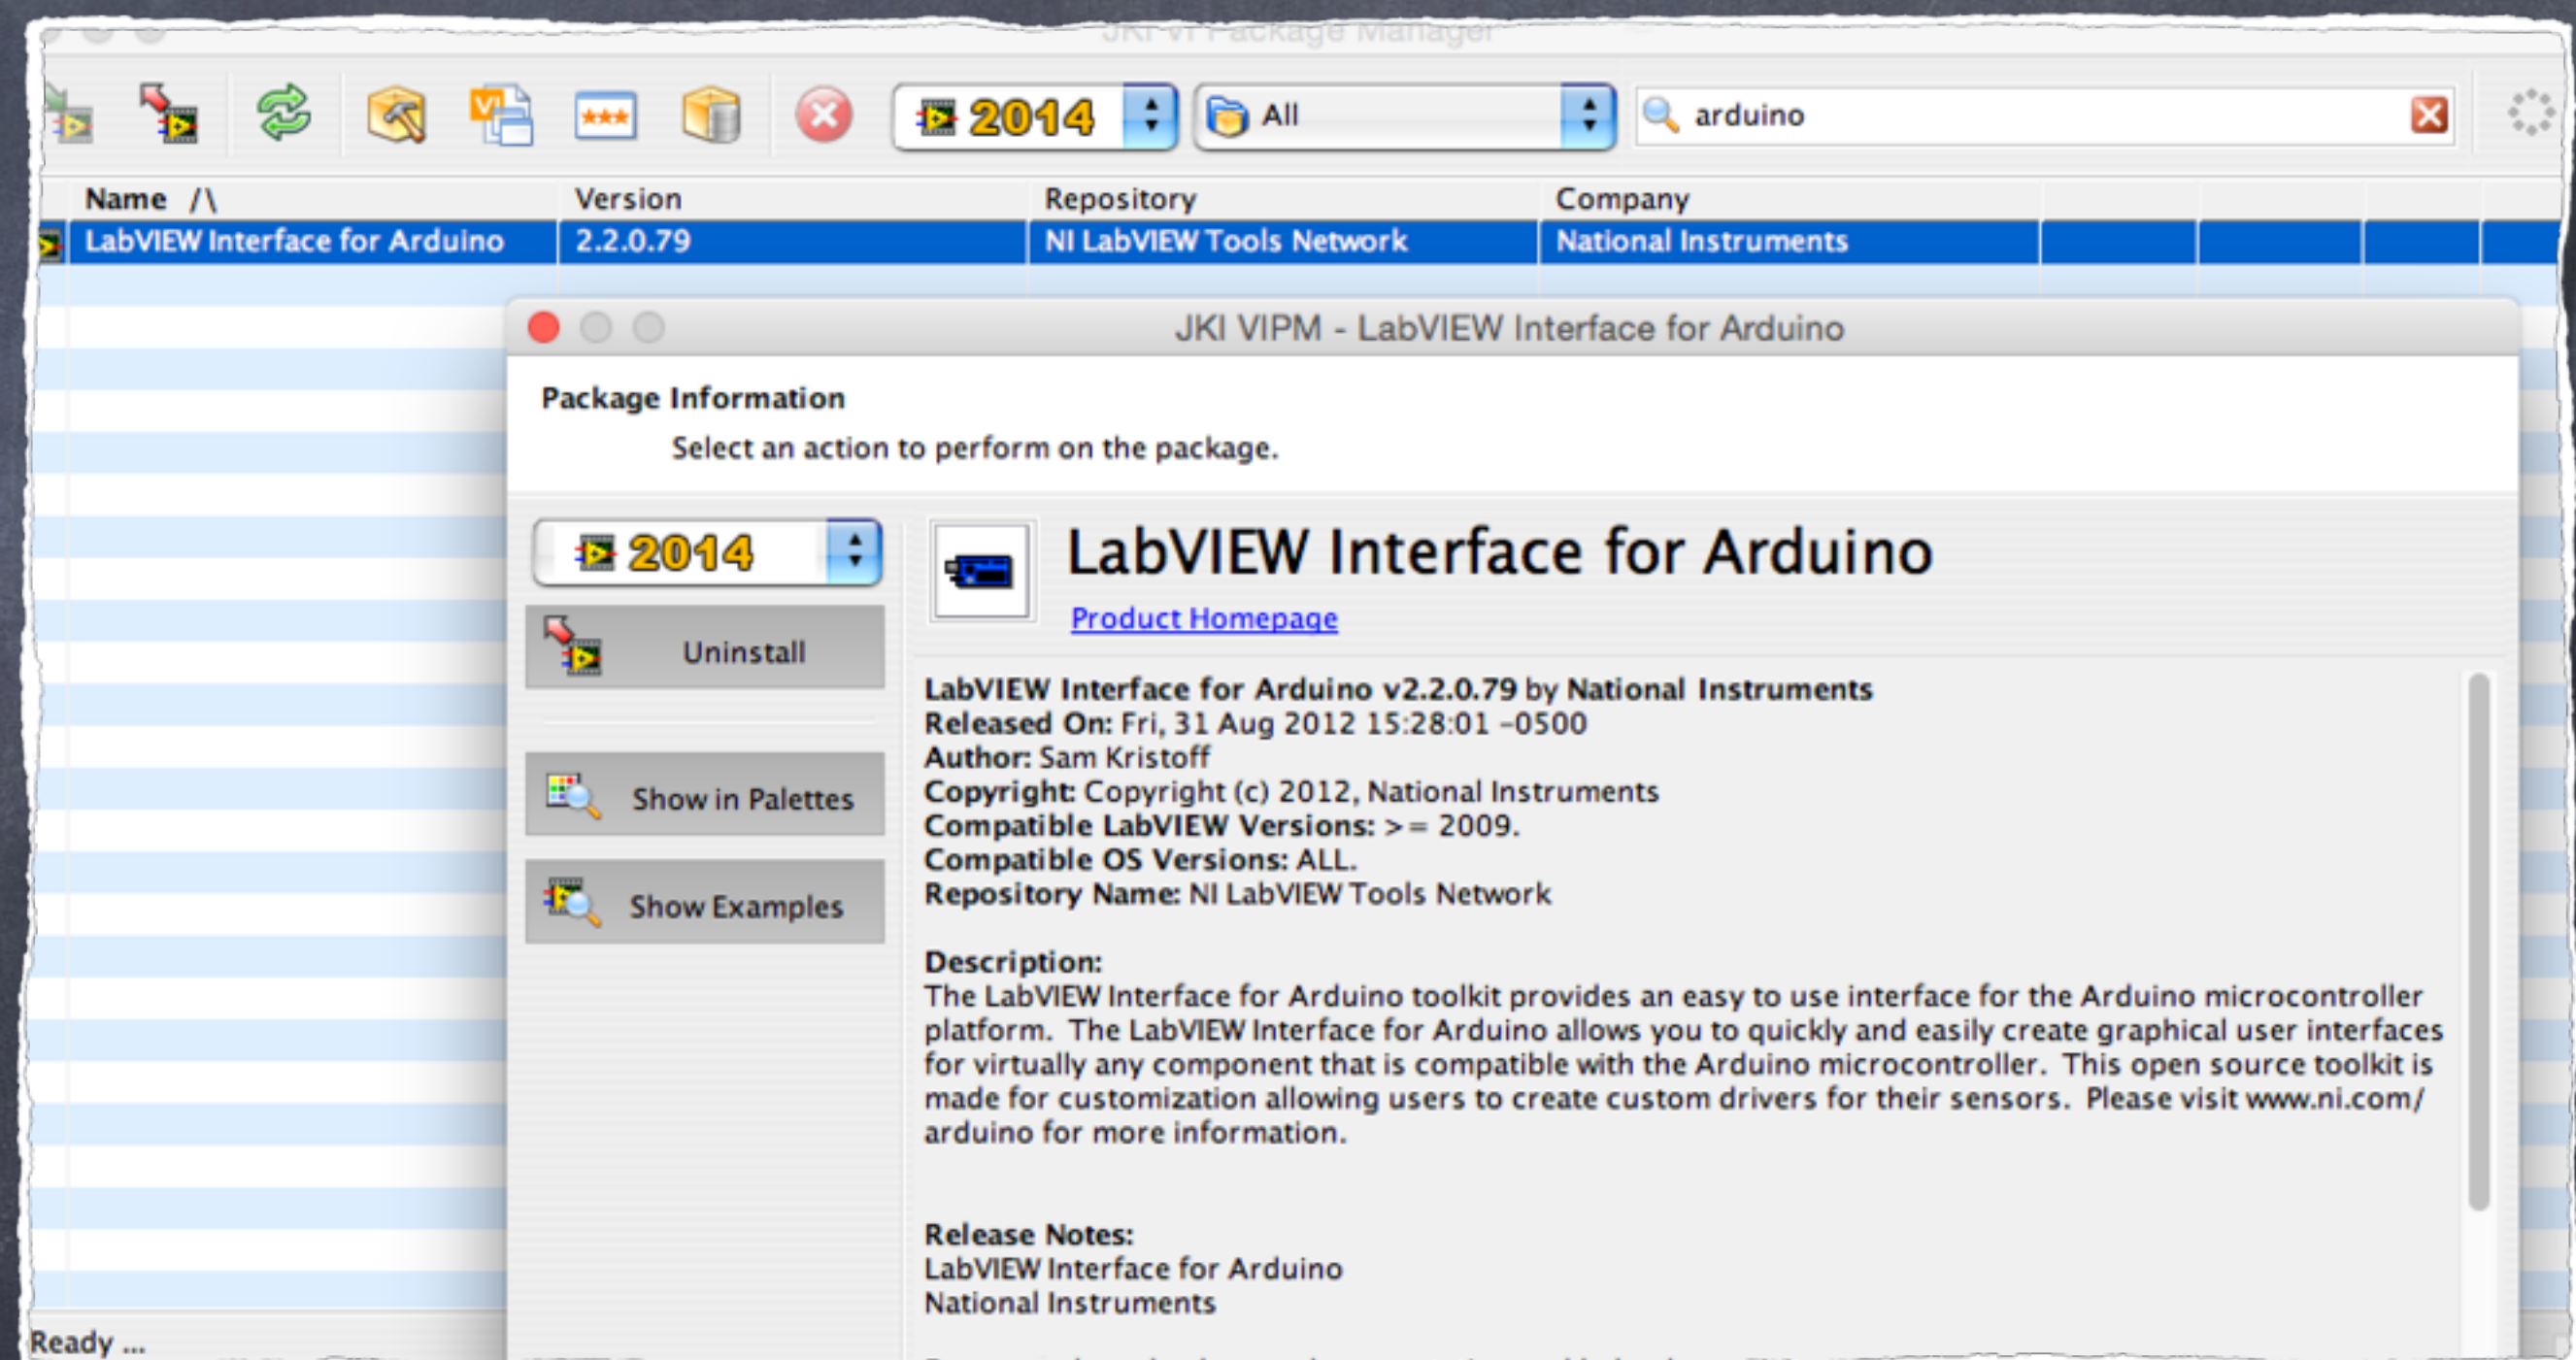 JKI VI Package Manager
2014
All
arduino
Name /\ Version Repository Company
LabVIEW Interface for Arduino 2.2.0.79 NI LabVIEW Tools Network National Instruments
JKI VIPM - LabVIEW Interface for Arduino
Package Information
Select an action to perform on the package.
2014
Uninstall
Show in Palettes
Show Examples
LabVIEW Interface for Arduino
Product Homepage
LabVIEW Interface for Arduino v2.2.0.79 by National Instruments
Released On: Fri, 31 Aug 2012 15:28:01 -0500
Author: Sam Kristoff
Copyright: Copyright (c) 2012, National Instruments
Compatible LabVIEW Versions: >= 2009.
Compatible OS Versions: ALL.
Repository Name: NI LabVIEW Tools Network
Description:
The LabVIEW Interface for Arduino toolkit provides an easy to use interface for the Arduino microcontroller
platform. The LabVIEW Interface for Arduino allows you to quickly and easily create graphical user interfaces
for virtually any component that is compatible with the Arduino microcontroller. This open source toolkit is
made for customization allowing users to create custom drivers for their sensors. Please visit www.ni.com/
arduino for more information.
Release Notes:
LabVIEW Interface for Arduino
National Instruments
Ready ...